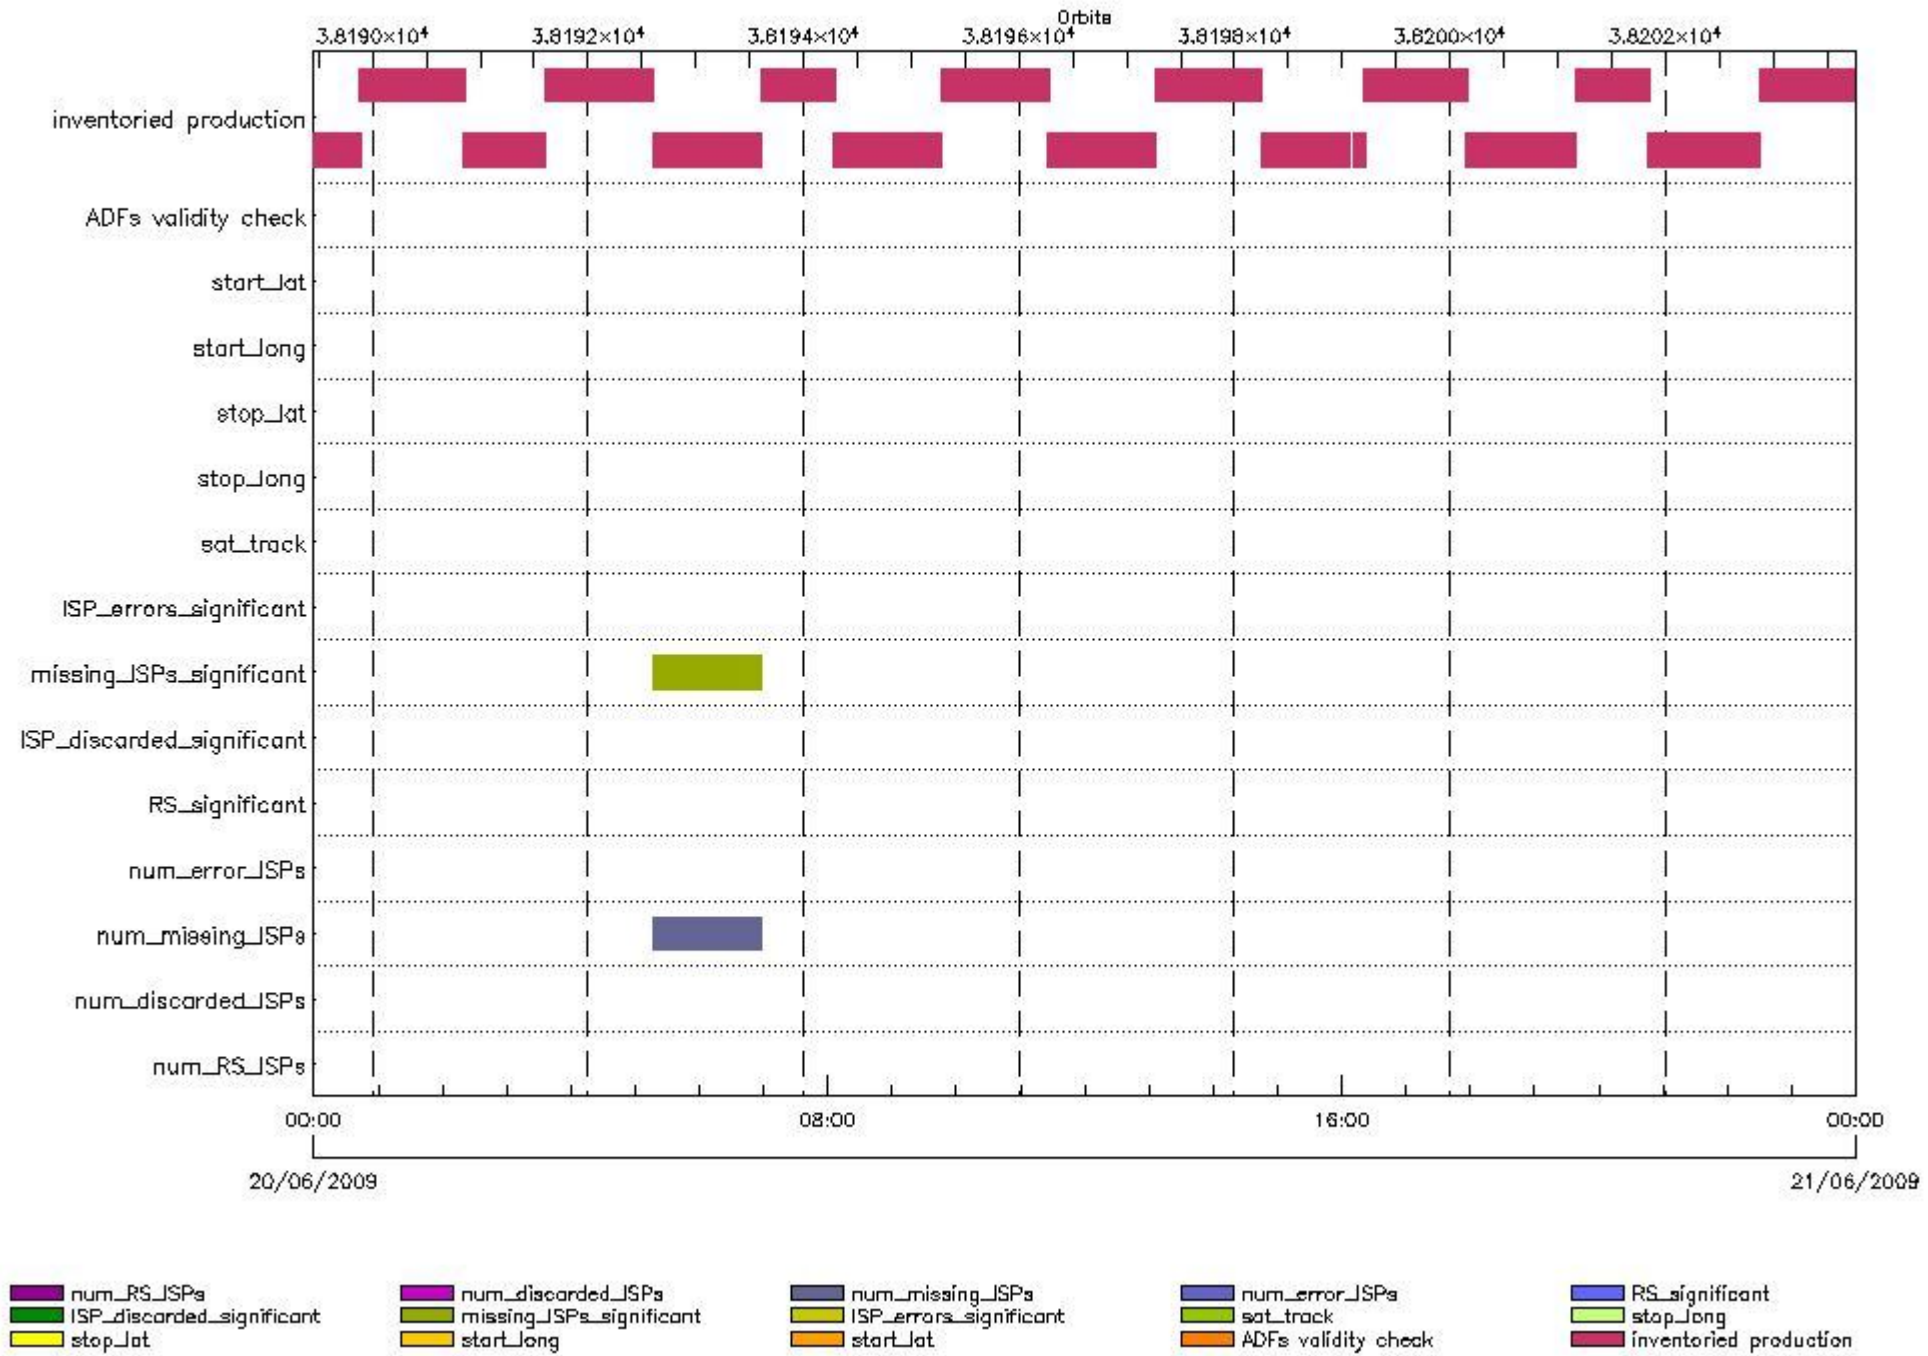 Orbits
3.8190×10⁴ 3.8192×10⁴ 3.8194×10⁴ 3.8196×10⁴ 3.8198×10⁴ 3.8200×10⁴ 3.8202×10⁴
inventoried production
ADFs validity check
start_lat
start_long
stop_lat
stop_long
sat_track
ISP_errors_significant
missing_ISPs_significant
ISP_discarded_significant
RS_significant
num_error_ISPs
num_missing_ISPs
num_discarded_ISPs
num_RS_ISPs
00:00 08:00 16:00 00:00
20/06/2009 21/06/2009
num_RS_ISPs num_discarded_ISPs num_missing_ISPs num_error_ISPs RS_significant
ISP_discarded_significant missing_ISPs_significant ISP_errors_significant sat_track stop_long
stop_lat start_long start_lat ADFs validity check inventoried production